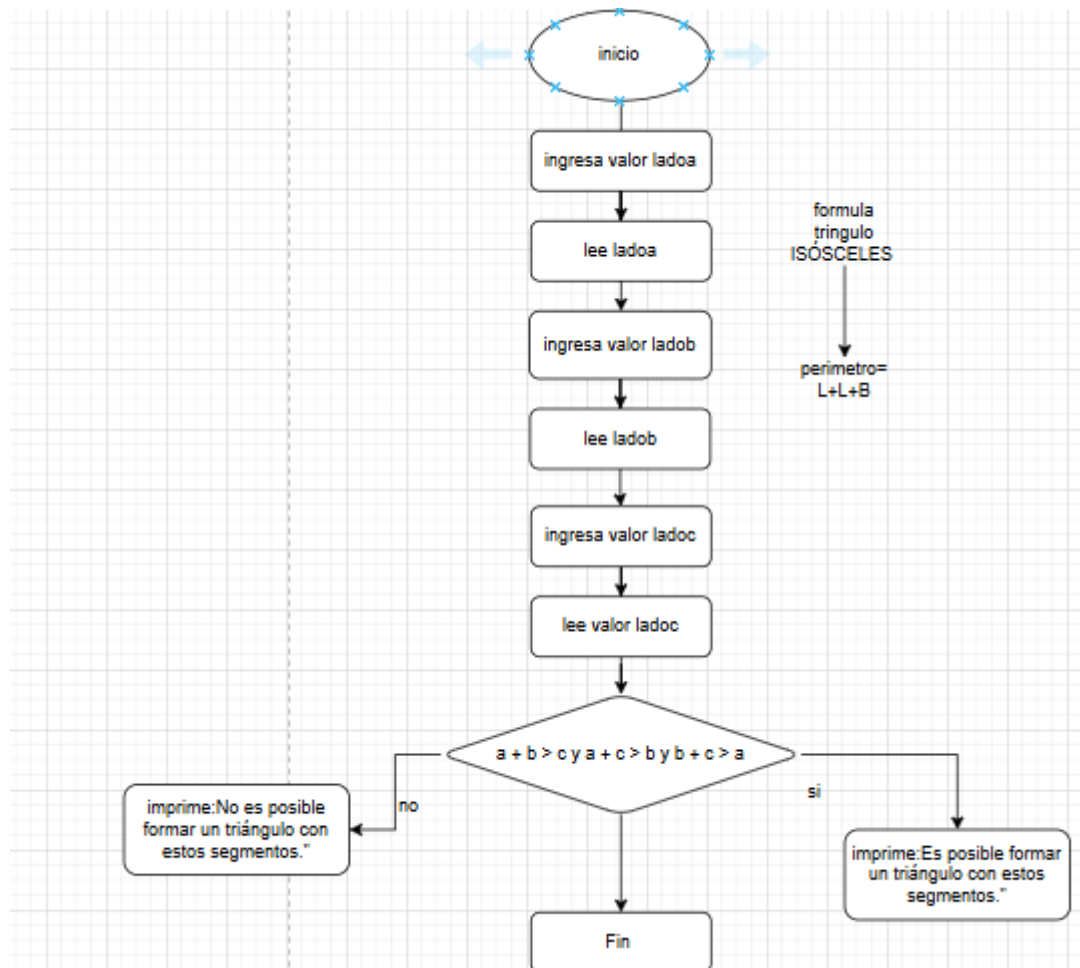 inicio
ingresa valor ladoa
formula
tringulo
ISÓSCELES
lee ladoa
ingresa valor ladob
perimetro=
L+L+B
lee ladob
ingresa valor ladoc
lee valor ladoc
a + b > c y a + c > b y b + c > a
no
si
imprime:No es posible
formar un triángulo con
estos segmentos."
imprime:Es posible formar
un triángulo con estos
segmentos."
Fin